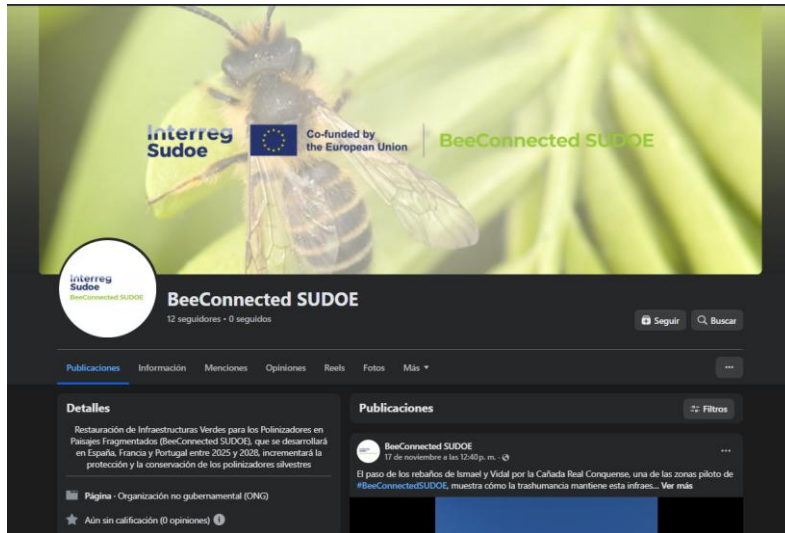 Interreg
Sudoe
Co-funded by
the European Union
BeeConnected SUDOE
Interreg
Sudoe
BeeConnected SUDOE
BeeConnected SUDOE
12 seguidores • 0 seguidos
Seguir
Buscar
Publicaciones Información Menciones Opiniones Reels Fotos Más
Detalles
Restauración de Infraestructuras Verdes para los Polinizadores en
Paisajes Fragmentados (BeeConnected SUDOE), que se desarrollará
en España, Francia y Portugal entre 2025 y 2028, incrementará la
protección y la conservación de los polinizadores silvestres
Página · Organización no gubernamental (ONG)
Aún sin calificación (0 opiniones)
Publicaciones
Filtros
BeeConnected SUDOE
17 de noviembre a las 12:40 p. m. ·
El paso de los rebaños de Ismael y Vidal por la Cañada Real Conquense, una de las zonas piloto de
#BeeConnectedSUDOE, muestra cómo la trashumancia mantiene esta infraes... Ver más